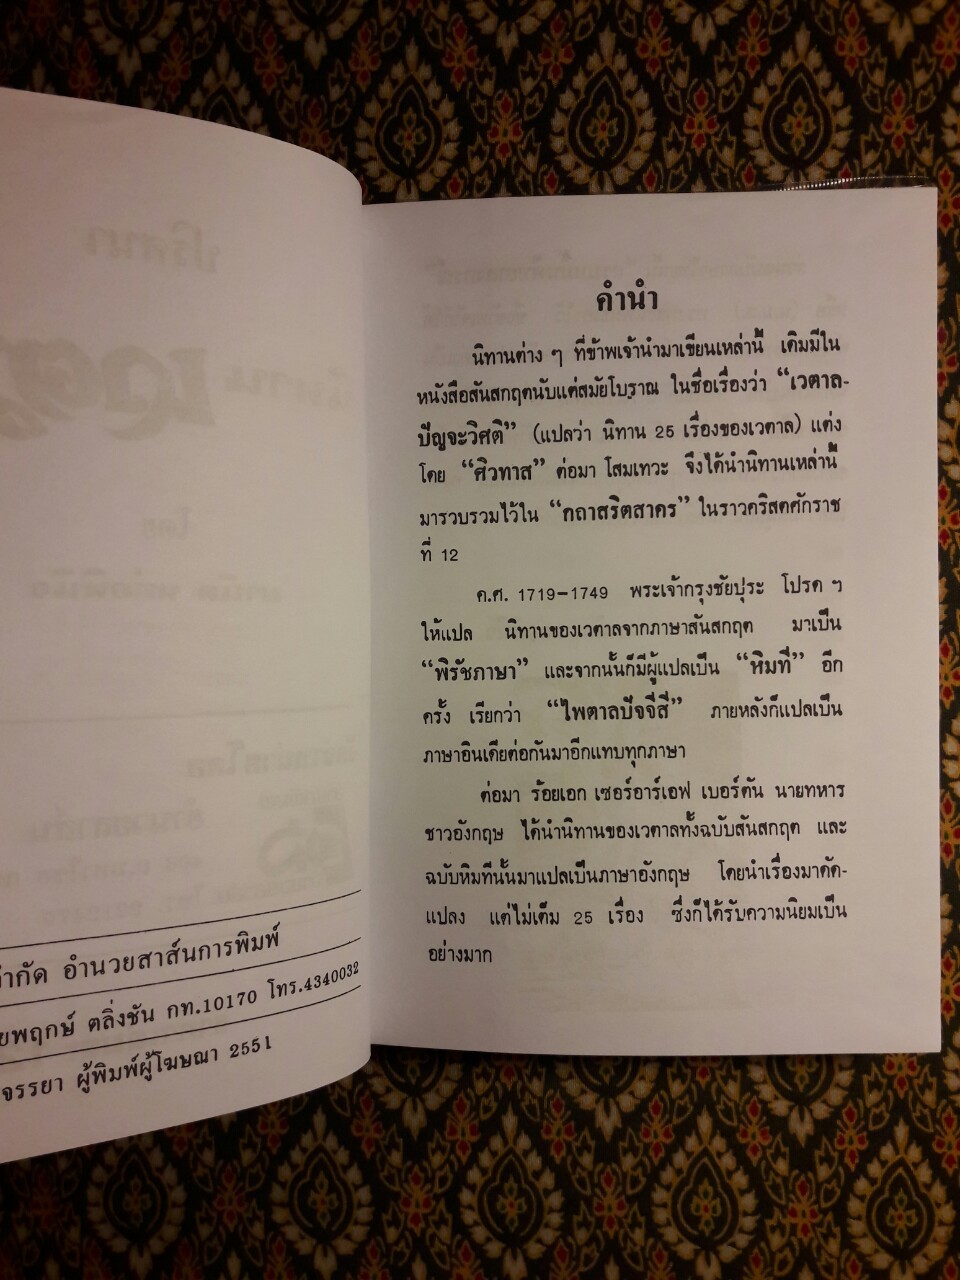 จำกัด อำนวยสาส์นการพิมพ์
ยพฤกษ์ ตลิ่งชัน กท.10170 โทร.4340032
จรรยา ผู้พิมพ์ผู้โฆษณา 2551
คำนำ
นิทานต่าง ๆ ที่ข้าพเจ้านำมาเขียนเหล่านี้ เดิมมีใน
หนังสือสันสกฤตนับแต่สมัยโบราณ ในชื่อเรื่องว่า “เวตาล-
ปัญจะวิศติ” (แปลว่า นิทาน 25 เรื่องของเวตาล) แต่ง
โดย “ศิวทาส” ต่อมา โสมเทวะ จึงได้นำนิทานเหล่านี้
มารวบรวมไว้ใน “กถาสริตสาคร” ในราวคริสตศักราช
ที่ 12
ค.ศ. 1719-1749 พระเจ้ากรุงชัยปุระ โปรด ฯ
ให้แปล นิทานของเวตาลจากภาษาสันสกฤต มาเป็น
“พิรัชภาษา” และจากนั้นก็มีผู้แปลเป็น “หิมที” อีก
ครั้ง เรียกว่า “ไพตาลปัจจีสี” ภายหลังก็แปลเป็น
ภาษาอินเดียต่อกันมาอีกแทบทุกภาษา
ต่อมา ร้อยเอก เซอร์อาร์เอฟ เบอร์ตัน นายทหาร
ชาวอังกฤษ ได้นำนิทานของเวตาลทั้งฉบับสันสกฤต และ
ฉบับหิมทีนั้นมาแปลเป็นภาษาอังกฤษ โดยนำเรื่องมาดัด-
แปลง แต่ไม่เต็ม 25 เรื่อง ซึ่งก็ได้รับความนิยมเป็น
อย่างมาก